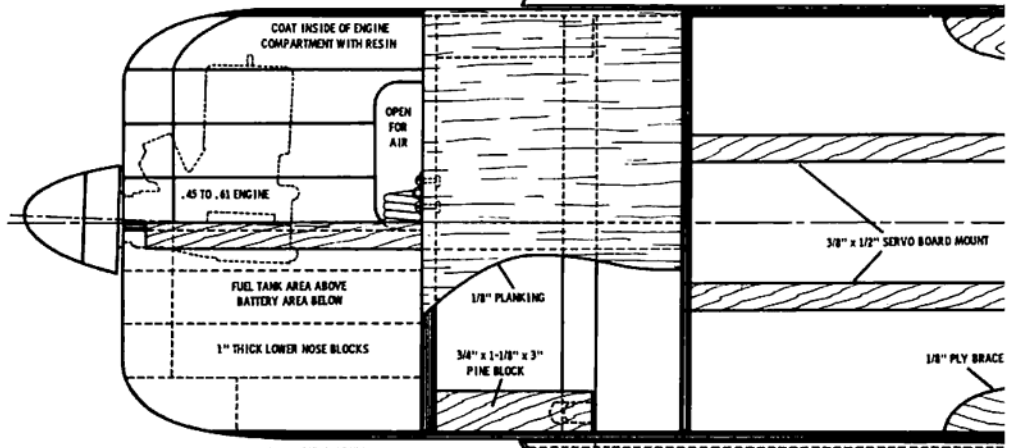 COAT INSIDE OF ENGINE
COMPARTMENT WITH RESIN
OPEN
FOR
AIR
.45 TO .61 ENGINE
3/8" x 1/2" SERVO BOARD MOUNT
FUEL TANK AREA ABOVE
BATTERY AREA BELOW
1/8" PLANKING
1" THICK LOWER NOSE BLOCKS
3/4" x 1-1/8" x 3"
PINE BLOCK
1/8" PLY BRACE